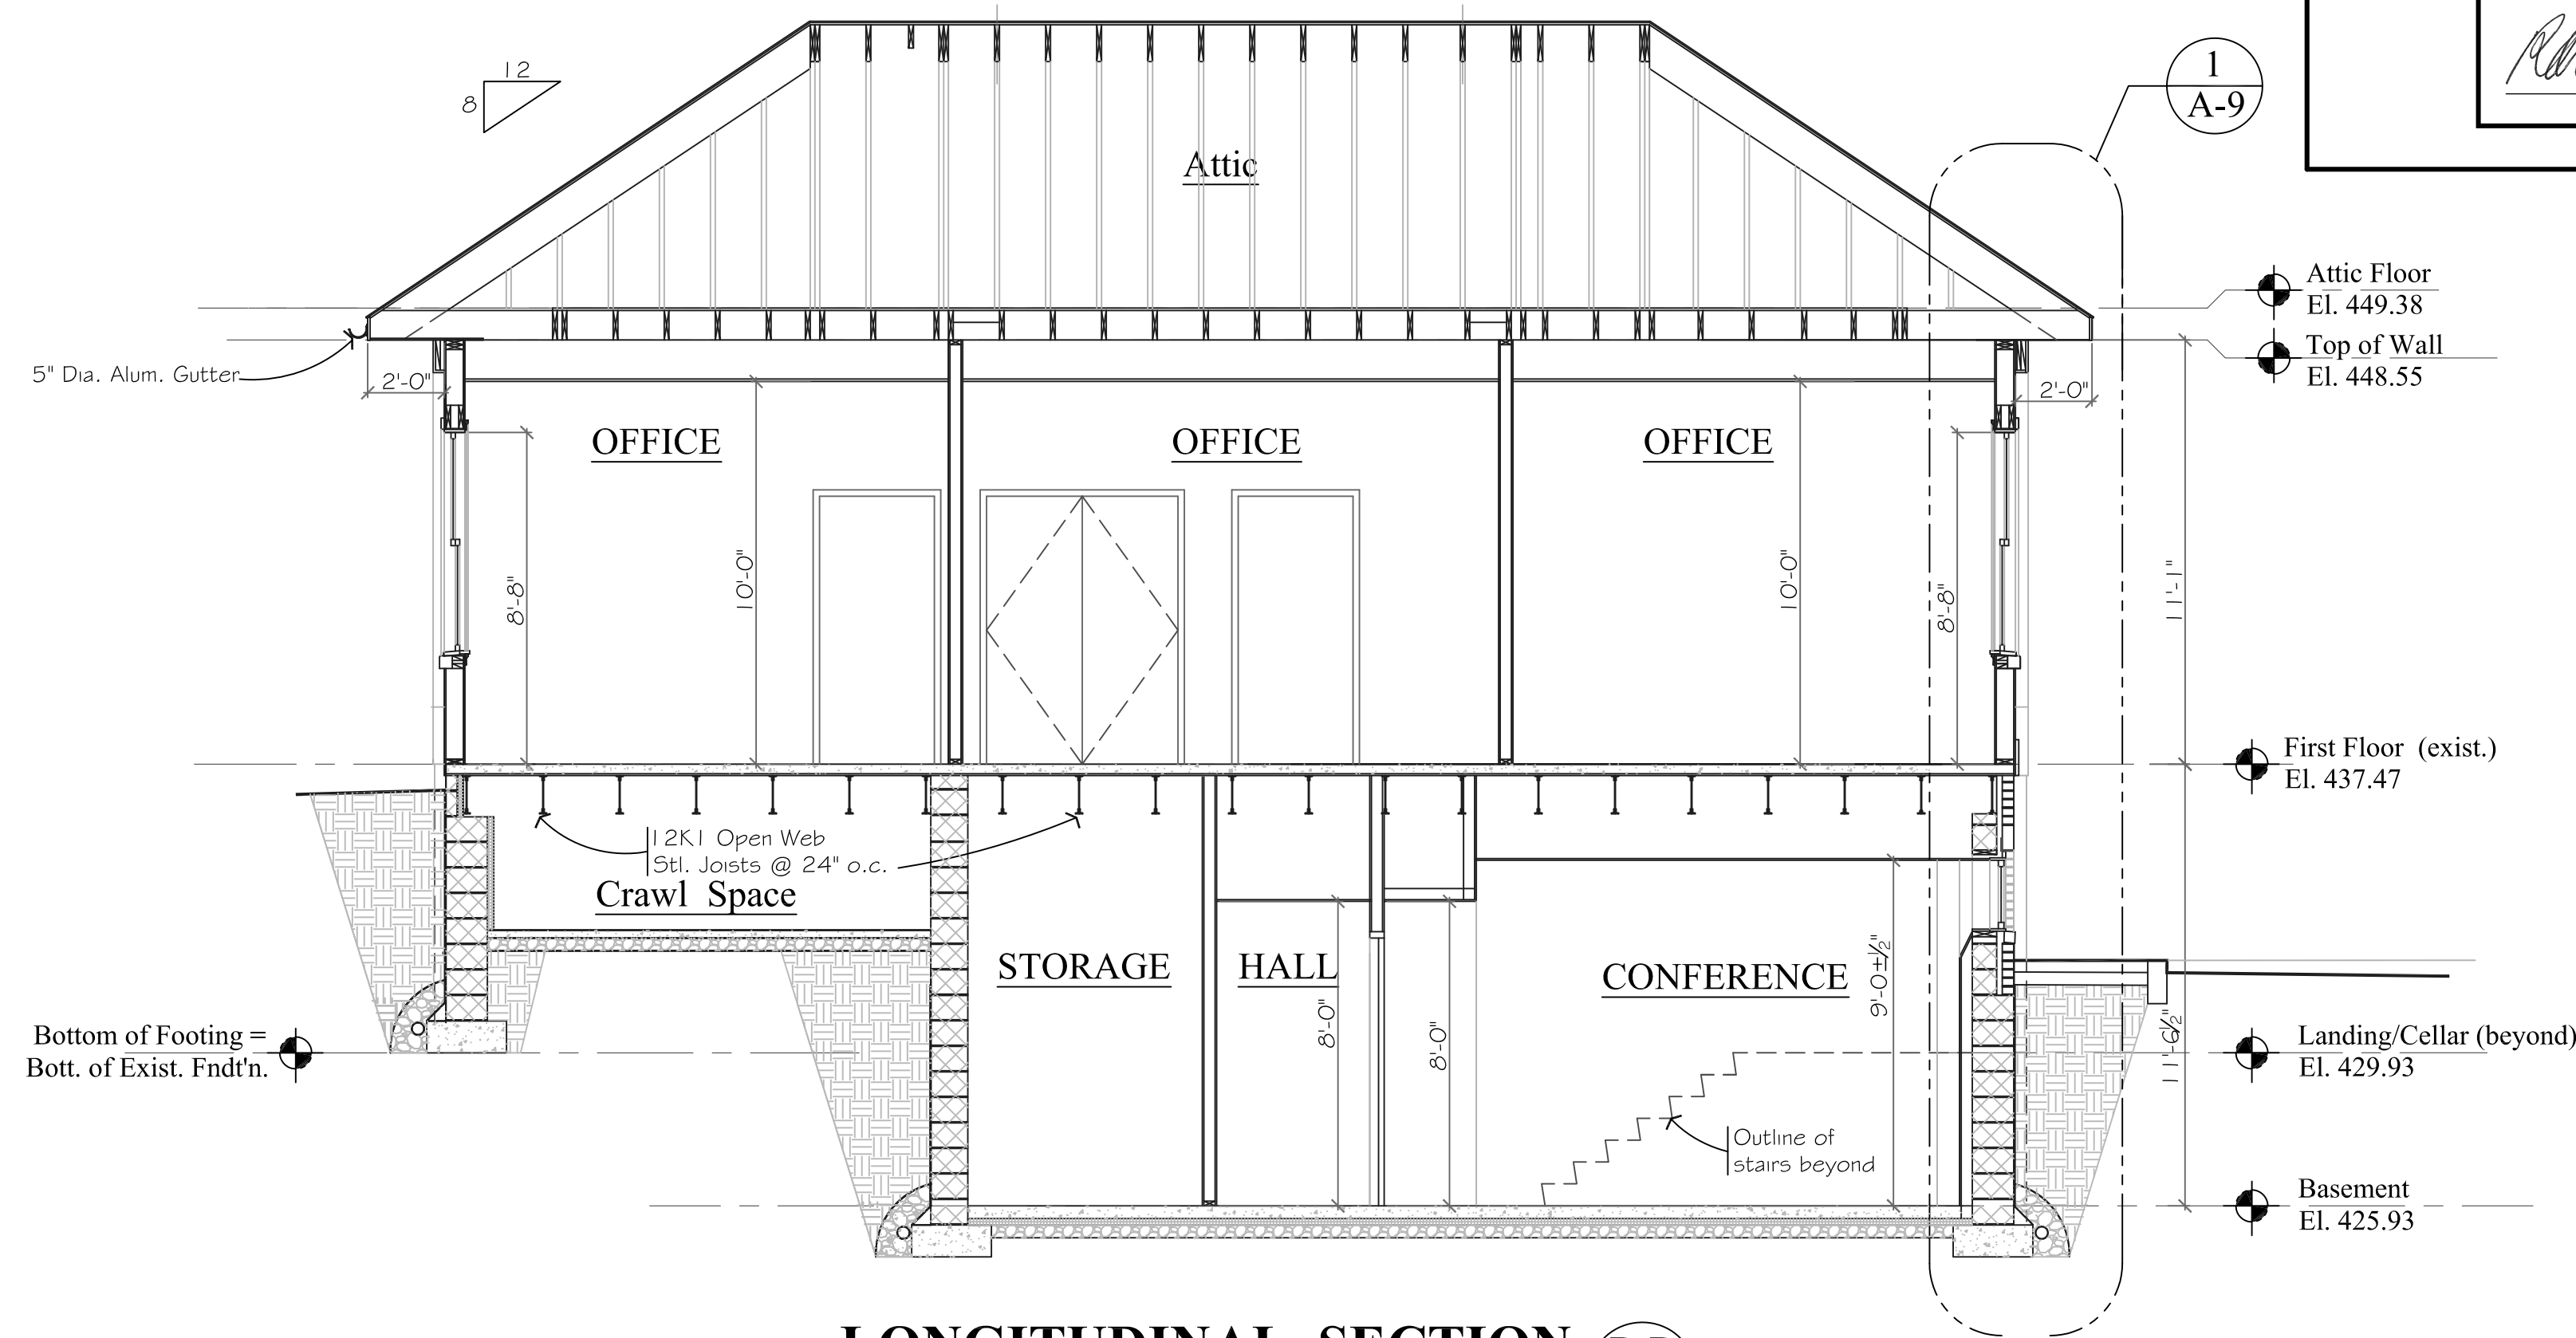 12
8
1
A-9
Attic
Attic Floor
El. 449.38
Top of Wall
El. 448.55
5" Dia. Alum. Gutter
2'-0"
2'-0"
OFFICE
OFFICE
OFFICE
8'-8"
10'-0"
10'-0"
8'-8"
11'-1"
First Floor (exist.)
El. 437.47
12K1 Open Web
Stl. Joists @ 24" o.c.
Crawl Space
STORAGE
HALL
CONFERENCE
8'-0"
8'-0"
9'-0±½"
11'-6½"
Bottom of Footing =
Bott. of Exist. Fndt'n.
Landing/Cellar (beyond)
El. 429.93
Outline of
stairs beyond
Basement
El. 425.93
LONGITUDINAL SECTION